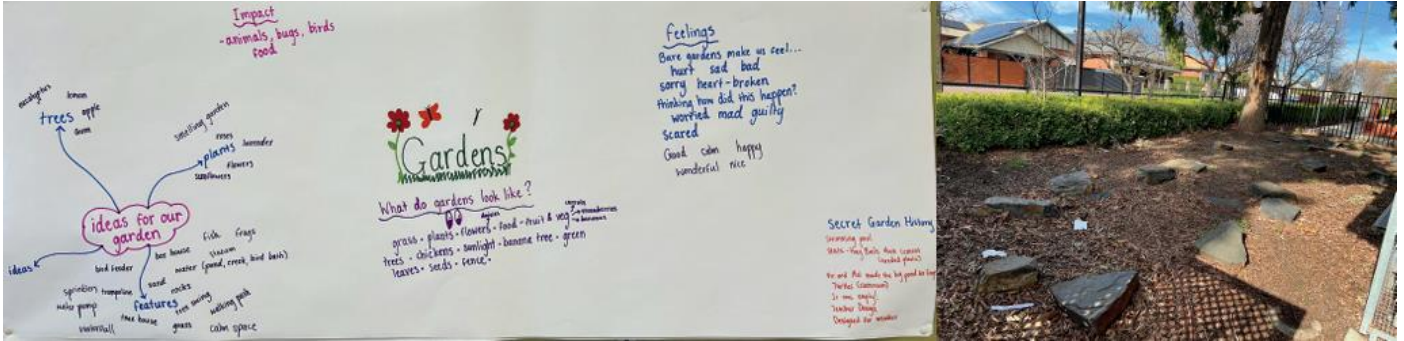 Impact
-animals, bugs, birds
food
eucalyptus lemon
trees apple
smelling garden
roses
plants lavender
flowers
sunflowers
ideas for our
garden
ideas
bee house fish frogs
stream
bird feeder water (pond, creek, bird bath)
sand
rocks
sprinklers trampoline
features tree swing walking path
water pump
tree house
waterfall grass calm space
Gardens
What do gardens look like?
grass • plants • flowers • food - fruit & veg
trees • chickens • sunlight • banana tree • green
leaves • seeds • fence •
Feelings
Bare gardens make us feel...
hurt sad bad
sorry heart-broken
thinking how did this happen?
worried mad guilty
scared
Good calm happy
wonderful nice
Secret Garden History
Swimming pool